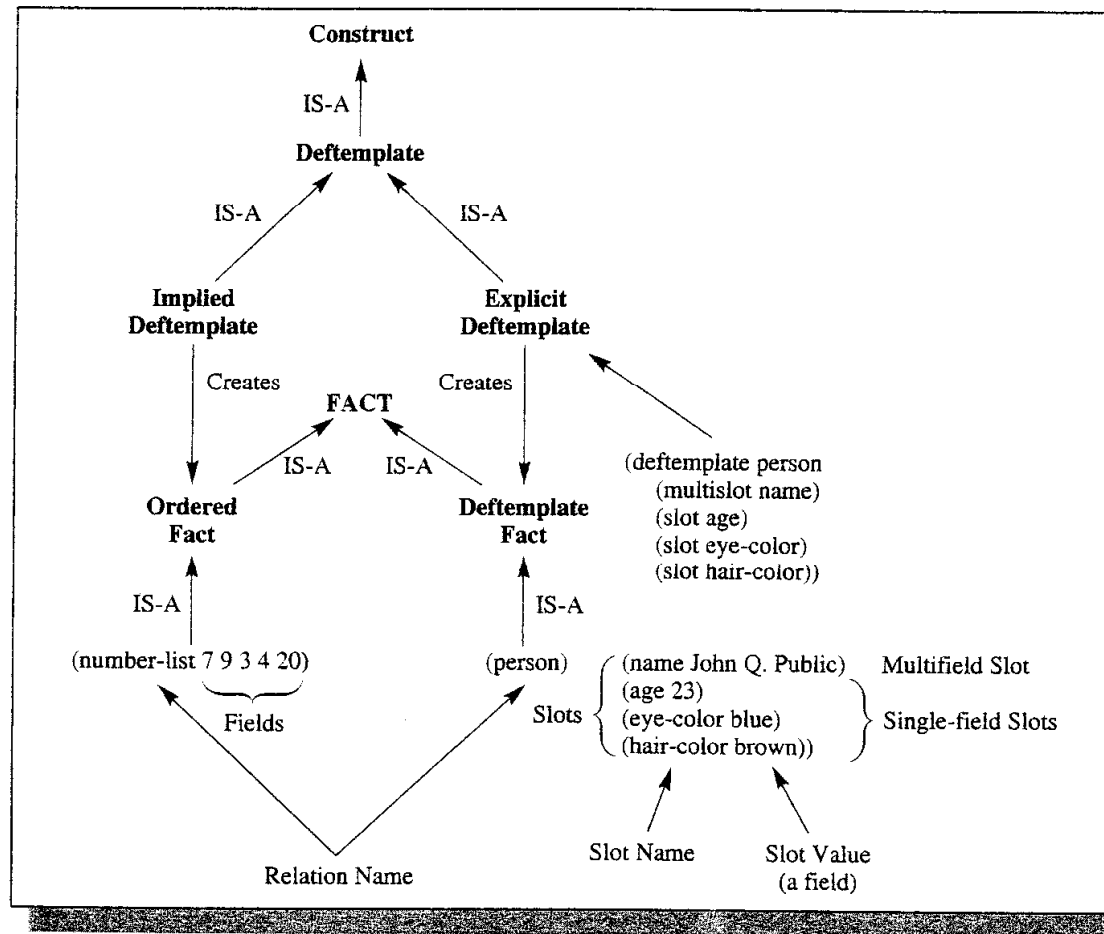 Construct
IS-A
Deftemplate
IS-A
IS-A
Implied
Deftemplate
Explicit
Deftemplate
Creates
Creates
FACT
IS-A
IS-A
Ordered
Fact
Deftemplate
Fact
(deftemplate person
(multislot name)
(slot age)
(slot eye-color)
(slot hair-color))
IS-A
IS-A
(number-list 7 9 3 4 20)
Fields
(person)
Slots
(name John Q. Public)
(age 23)
(eye-color blue)
(hair-color brown))
Multifield Slot
Single-field Slots
Relation Name
Slot Name
Slot Value
(a field)